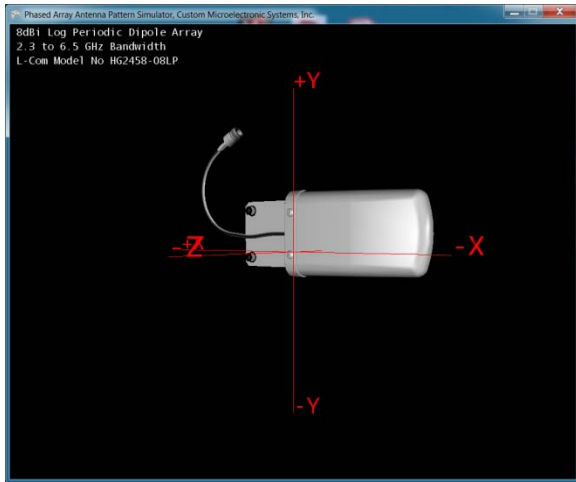 Phased Array Antenna Pattern Simulator, Custom Microelectronic Systems, Inc.
8dBi Log Periodic Dipole Array
2.3 to 6.5 GHz Bandwidth
L-Com Model No HG2458-08LP
+Y
-Z
+X
-X
-Y